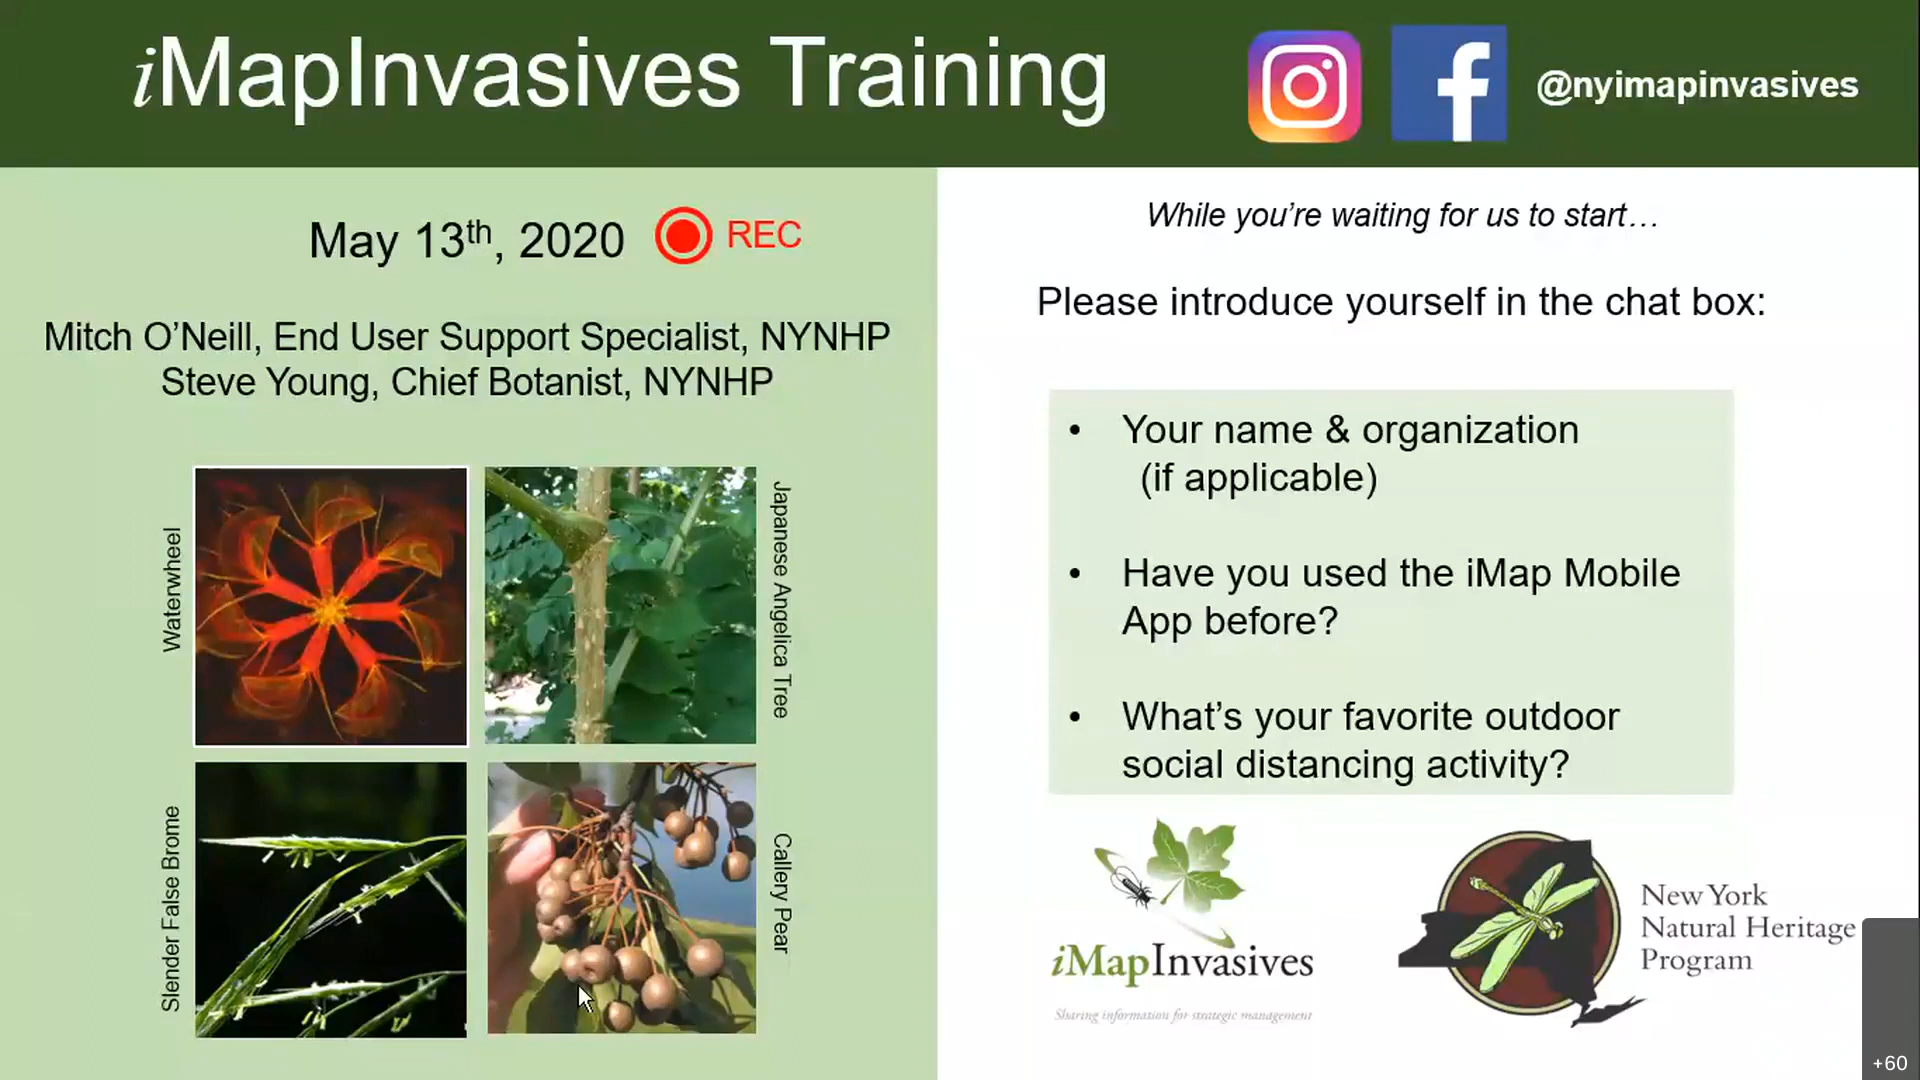 iMapInvasives Training
@nyimapinvasives
May 13th, 2020
REC
Mitch O’Neill, End User Support Specialist, NYNHP
Steve Young, Chief Botanist, NYNHP
Waterwheel
Japanese Angelica Tree
Slender False Brome
Callery Pear
While you’re waiting for us to start…
Please introduce yourself in the chat box:
• Your name & organization
(if applicable)
• Have you used the iMap Mobile
App before?
• What’s your favorite outdoor
social distancing activity?
iMapInvasives
Sharing information for strategic management
New York
Natural Heritage
Program
+60